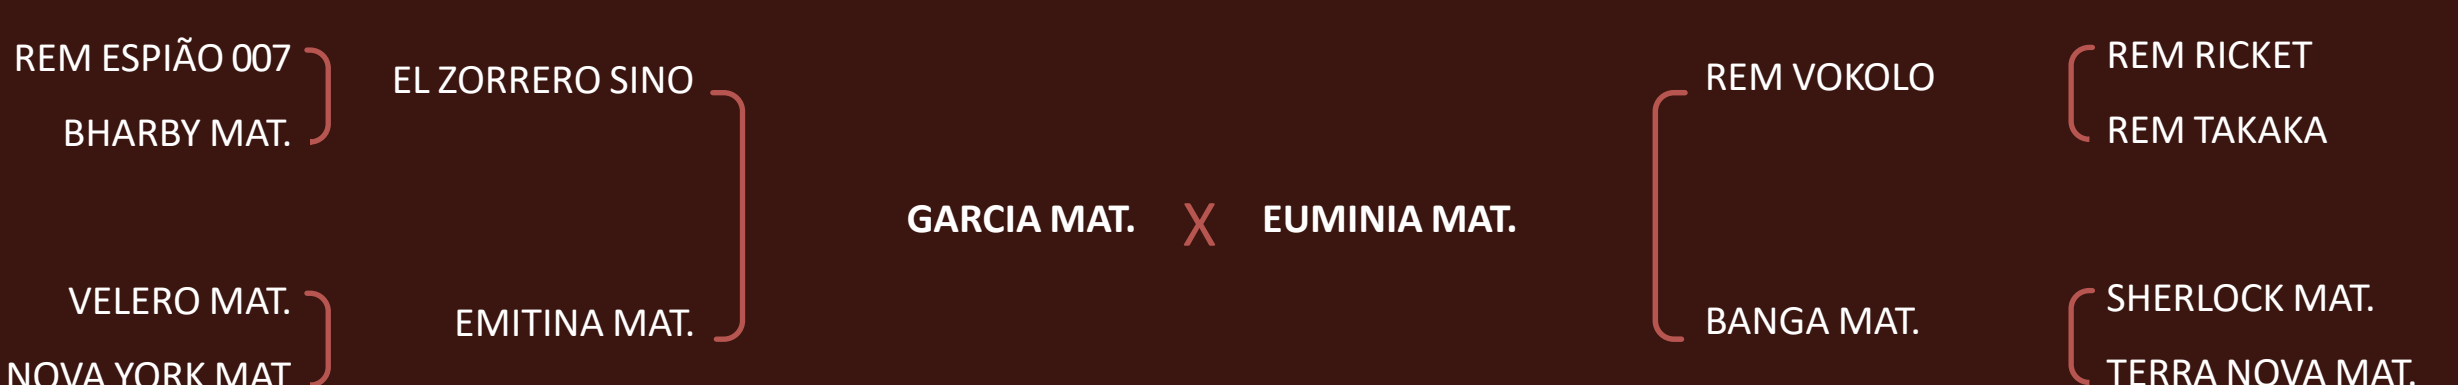 REM ESPIÃO 007
BHARBY MAT.
EL ZORRERO SINO
VELERO MAT.
NOVA YORK MAT
EMITINA MAT.
GARCIA MAT. X EUMINIA MAT.
REM VOKOLO
REM RICKET
REM TAKAKA
BANGA MAT.
SHERLOCK MAT.
TERRA NOVA MAT.